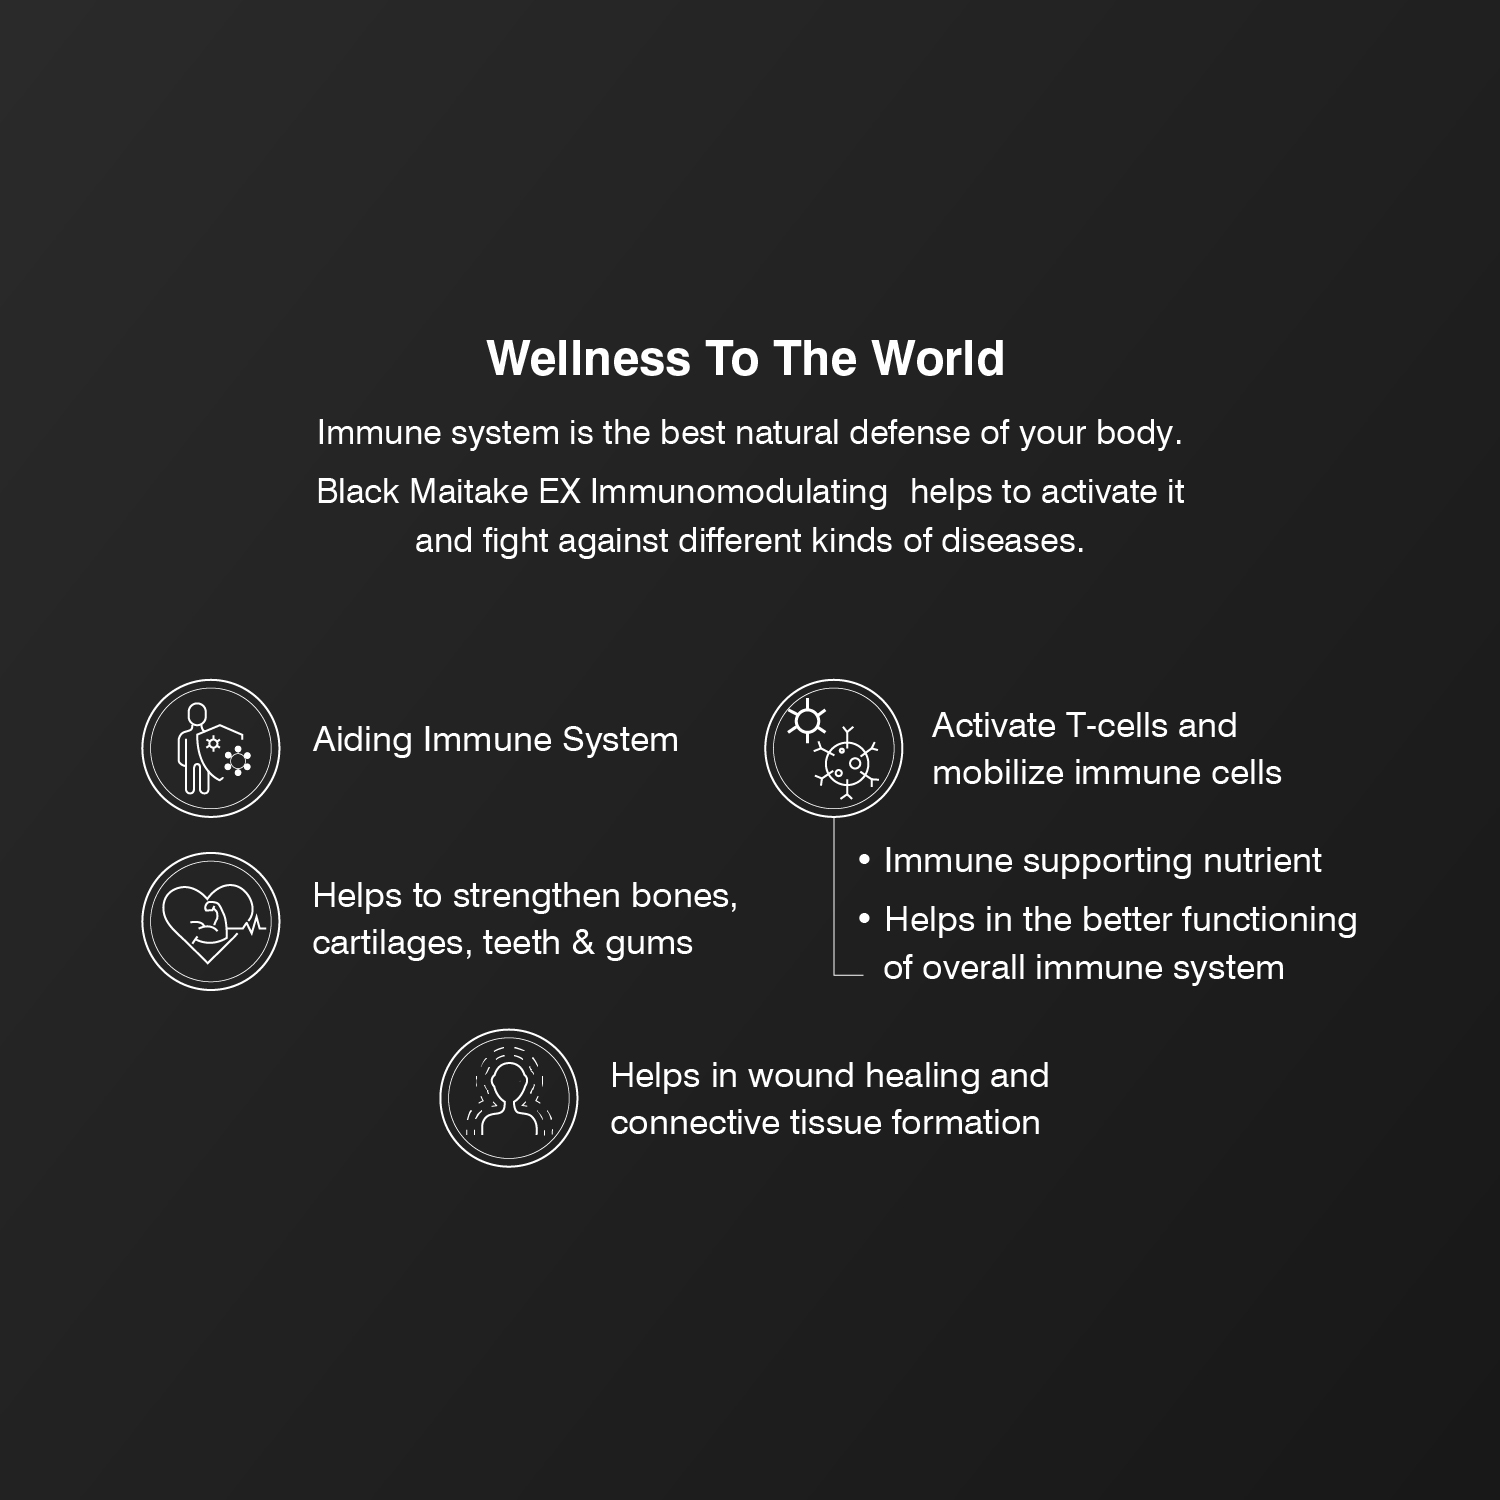 Wellness To The World
Immune system is the best natural defense of your body.
Black Maitake EX Immunomodulating helps to activate it
and fight against different kinds of diseases.
Aiding Immune System
Helps to strengthen bones,
cartilages, teeth & gums
Activate T-cells and
mobilize immune cells
• Immune supporting nutrient
• Helps in the better functioning
of overall immune system
Helps in wound healing and
connective tissue formation